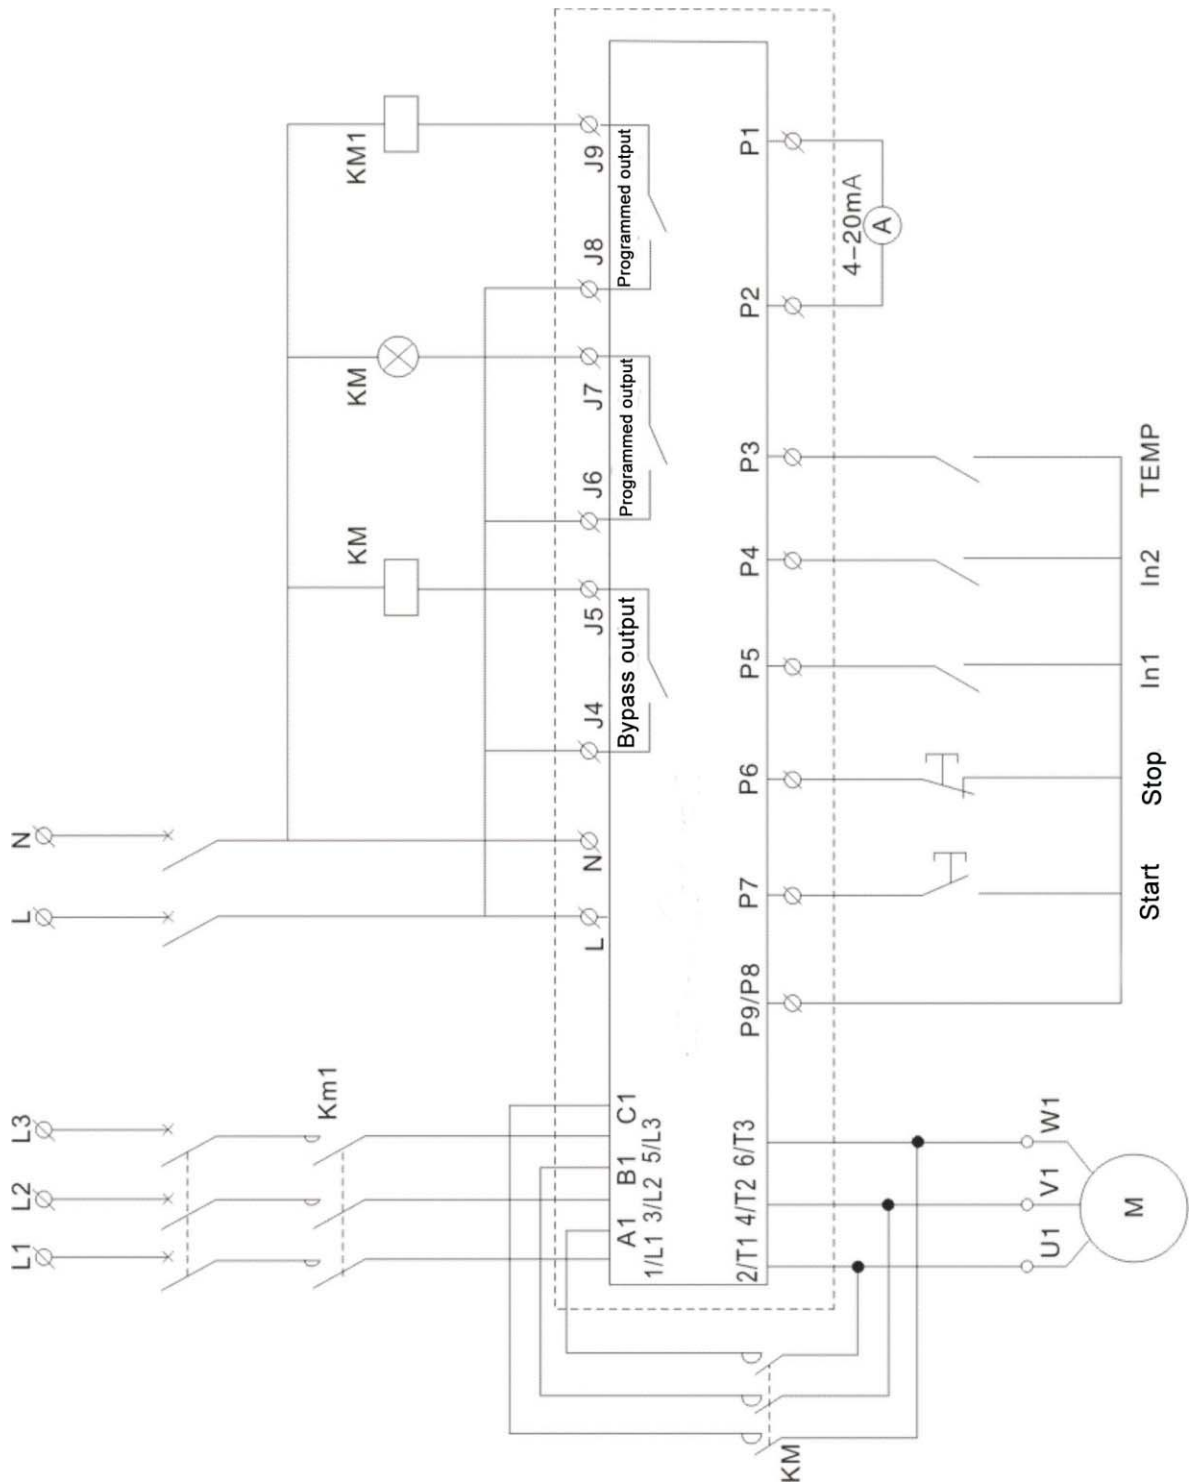 L1
L2
L3
L
N
Km1
KM
KM
KM1
L
N
J4
J5
J6
J7
J8
J9
Bypass output
Programmed output
Programmed output
A1
B1
C1
1/L1 3/L2 5/L3
2/T1 4/T2 6/T3
P9/P8
P7
P6
P5
P4
P3
P2
P1
4-20mA
A
KM
U1
V1
W1
M
Start
Stop
In1
In2
TEMP